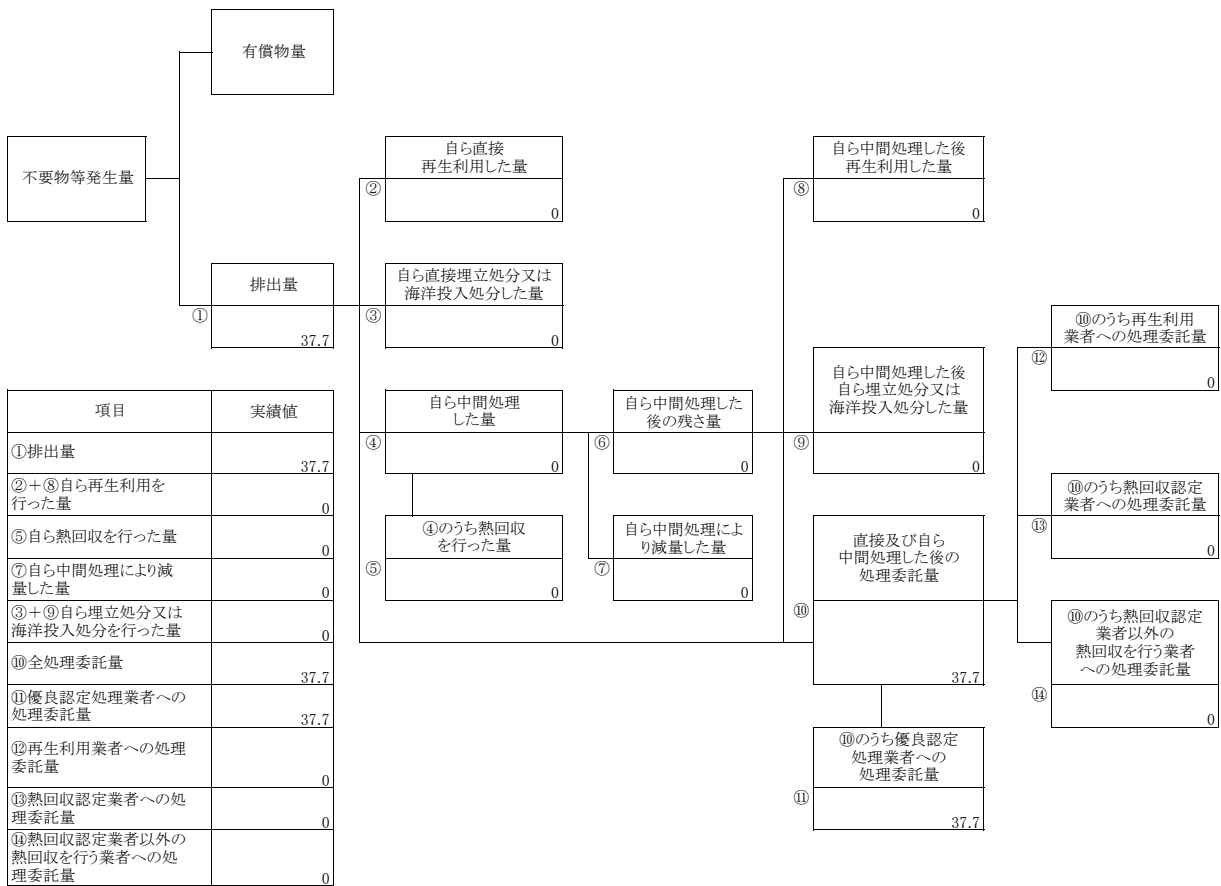 有償物量
不要物等発生量
自ら直接
再生利用した量
②
0
自ら中間処理した後
再生利用した量
⑧
0
排出量
①
37.7
自ら直接埋立処分又は
海洋投入処分した量
③
0
⑩のうち再生利用
業者への処理委託量
⑫
0
自ら中間処理
した量
④
0
自ら中間処理した
後の残さ量
⑥
0
自ら中間処理した後
自ら埋立処分又は
海洋投入処分した量
⑨
0
⑩のうち熱回収認定
業者への処理委託量
⑬
0
④のうち熱回収
を行った量
⑤
0
自ら中間処理によ
り減量した量
⑦
0
直接及び自ら
中間処理した後の
処理委託量
⑩
37.7
⑩のうち熱回収認定
業者以外の
熱回収を行う業者
への処理委託量
⑭
0
⑩のうち優良認定
処理業者への
処理委託量
⑪
37.7
項目 実績値
①排出量
37.7
②+⑧自ら再生利用を
行った量
0
⑤自ら熱回収を行った量
0
⑦自ら中間処理により減
量した量
0
③+⑨自ら埋立処分又は
海洋投入処分を行った量
0
⑩全処理委託量
37.7
⑪優良認定処理業者への
処理委託量
37.7
⑫再生利用業者への処理
委託量
0
⑬熱回収認定業者への処
理委託量
0
⑭熱回収認定業者以外の
熱回収を行う業者への処
理委託量
0